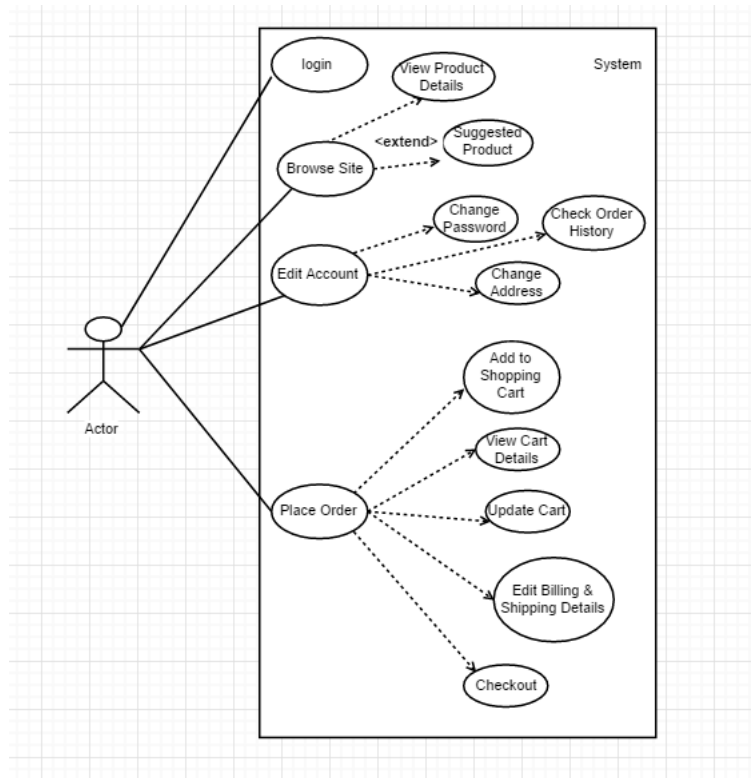 login
View Product
Details
System
<extend>
Suggested
Product
Browse Site
Change
Password
Check Order
History
Edit Account
Change
Address
Actor
Add to
Shopping
Cart
View Cart
Details
Place Order
Update Cart
Edit Billing &
Shipping Details
Checkout